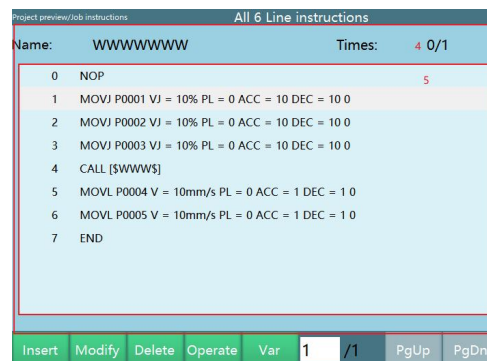 Project preview/Job instructions All 6 Line instructions
Name: WWWWWWW Times: 4 0/1
5
0 NOP
1 MOVJ P0001 VJ = 10% PL = 0 ACC = 10 DEC = 10 0
2 MOVJ P0002 VJ = 10% PL = 0 ACC = 10 DEC = 10 0
3 MOVJ P0003 VJ = 10% PL = 0 ACC = 10 DEC = 10 0
4 CALL [$WWW$]
5 MOVL P0004 V = 10mm/s PL = 0 ACC = 1 DEC = 1 0
6 MOVL P0005 V = 10mm/s PL = 0 ACC = 1 DEC = 1 0
7 END
Insert Modify Delete Operate Var 1 /1 PgUp PgDn